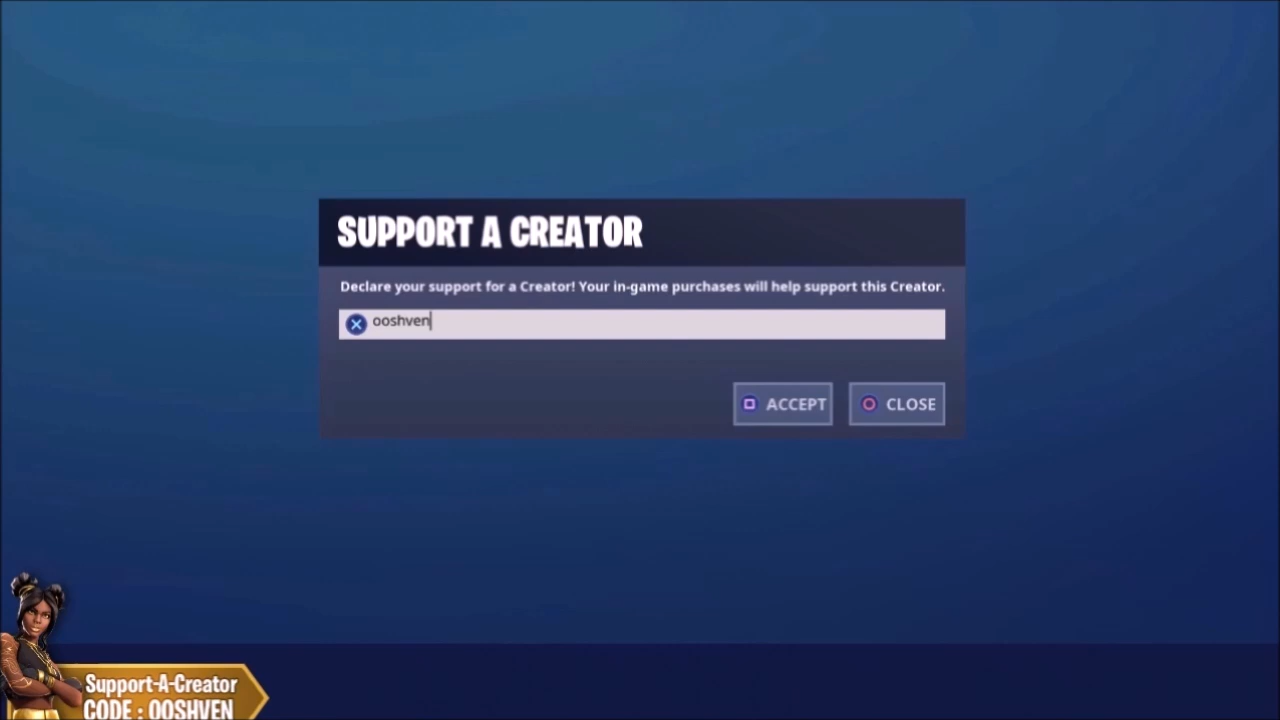 SUPPORT A CREATOR
Declare your support for a Creator! Your in-game purchases will help support this Creator.
ooshven
ACCEPT
CLOSE
Support-A-Creator
CODE : OOSHVEN